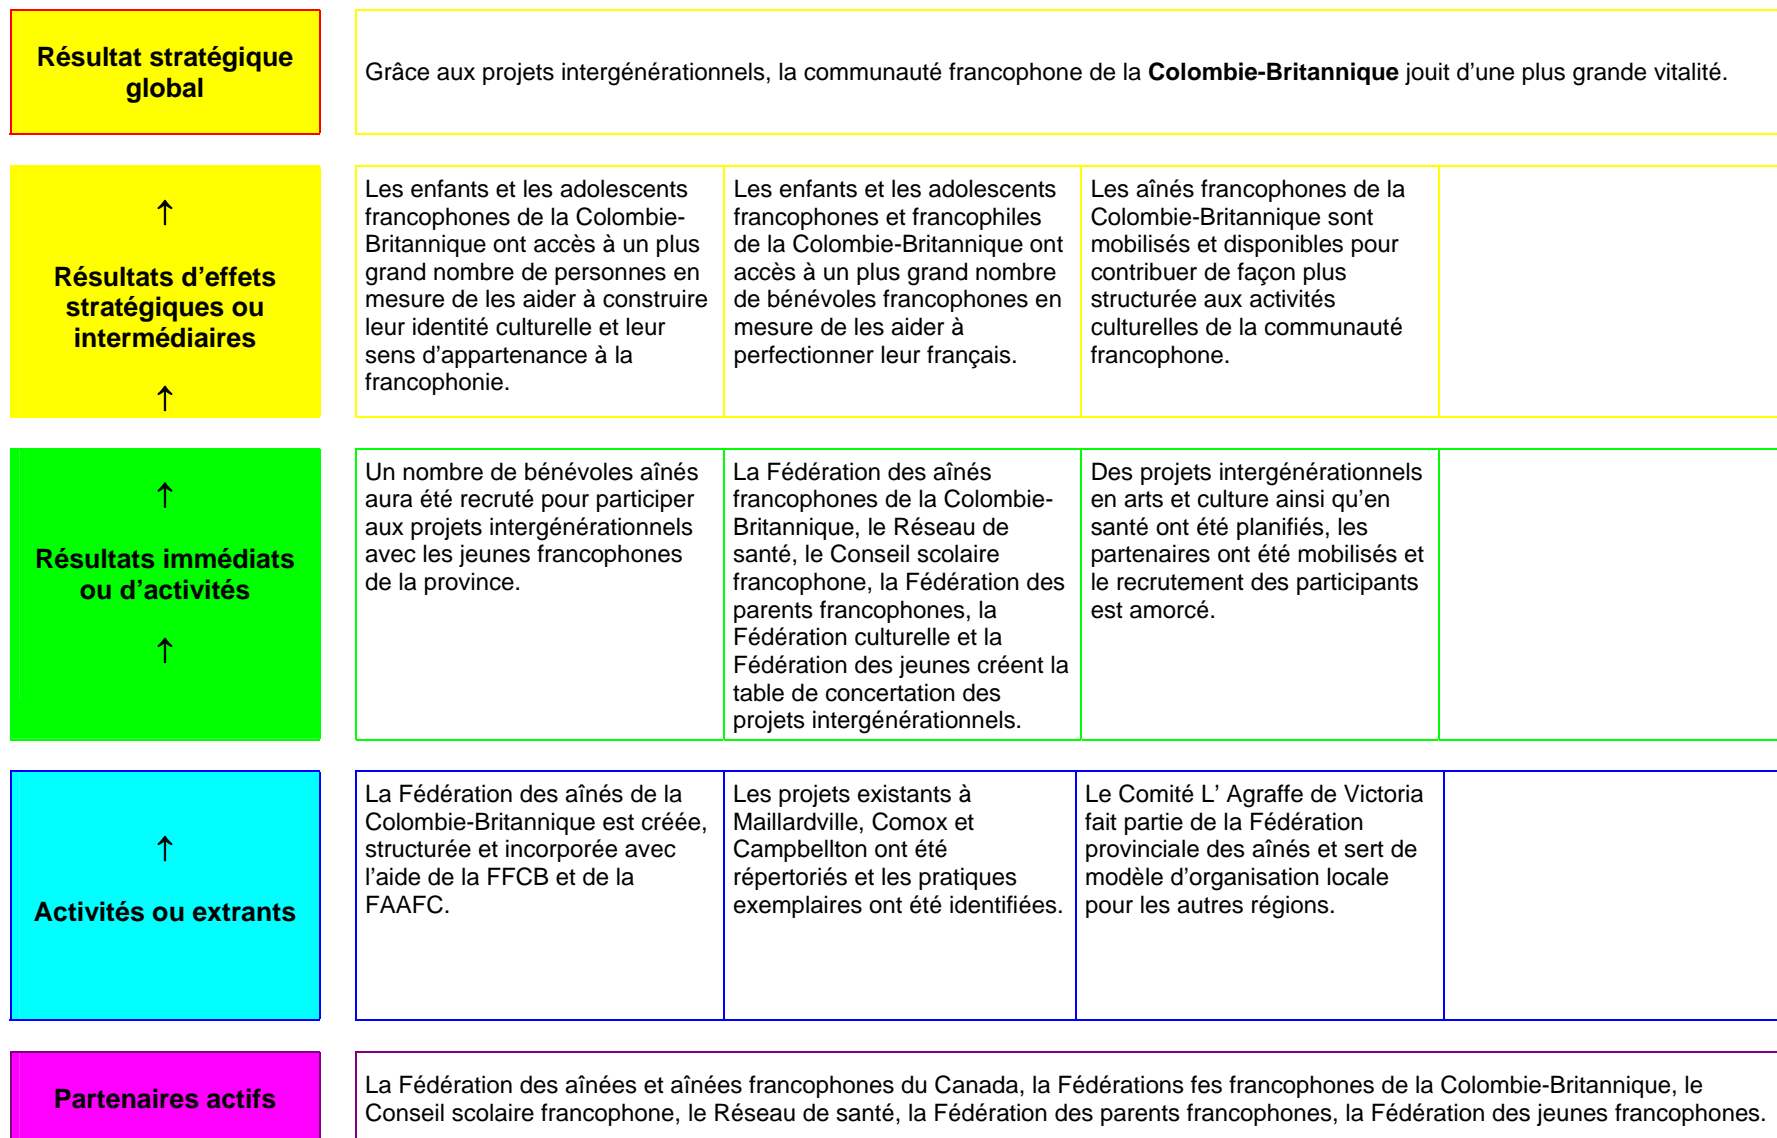 Résultat stratégique
global
Grâce aux projets intergénérationnels, la communauté francophone de la Colombie-Britannique jouit d’une plus grande vitalité.
↑
Résultats d’effets
stratégiques ou
intermédiaires
↑
Les enfants et les adolescents
francophones de la Colombie-
Britannique ont accès à un plus
grand nombre de personnes en
mesure de les aider à construire
leur identité culturelle et leur
sens d’appartenance à la
francophonie.
Les enfants et les adolescents
francophones et francophiles
de la Colombie-Britannique ont
accès à un plus grand nombre
de bénévoles francophones en
mesure de les aider à
perfectionner leur français.
Les aînés francophones de la
Colombie-Britannique sont
mobilisés et disponibles pour
contribuer de façon plus
structurée aux activités
culturelles de la communauté
francophone.
↑
Résultats immédiats
ou d’activités
↑
Un nombre de bénévoles aînés
aura été recruté pour participer
aux projets intergénérationnels
avec les jeunes francophones
de la province.
La Fédération des aînés
francophones de la Colombie-
Britannique, le Réseau de
santé, le Conseil scolaire
francophone, la Fédération des
parents francophones, la
Fédération culturelle et la
Fédération des jeunes créent la
table de concertation des
projets intergénérationnels.
Des projets intergénérationnels
en arts et culture ainsi qu’en
santé ont été planifiés, les
partenaires ont été mobilisés et
le recrutement des participants
est amorcé.
↑
Activités ou extrants
La Fédération des aînés de la
Colombie-Britannique est créée,
structurée et incorporée avec
l’aide de la FFCB et de la
FAAFC.
Les projets existants à
Maillardville, Comox et
Campbellton ont été
répertoriés et les pratiques
exemplaires ont été identifiées.
Le Comité L’ Agraffe de Victoria
fait partie de la Fédération
provinciale des aînés et sert de
modèle d’organisation locale
pour les autres régions.
Partenaires actifs
La Fédération des aînées et aînées francophones du Canada, la Fédérations fes francophones de la Colombie-Britannique, le
Conseil scolaire francophone, le Réseau de santé, la Fédération des parents francophones, la Fédération des jeunes francophones.